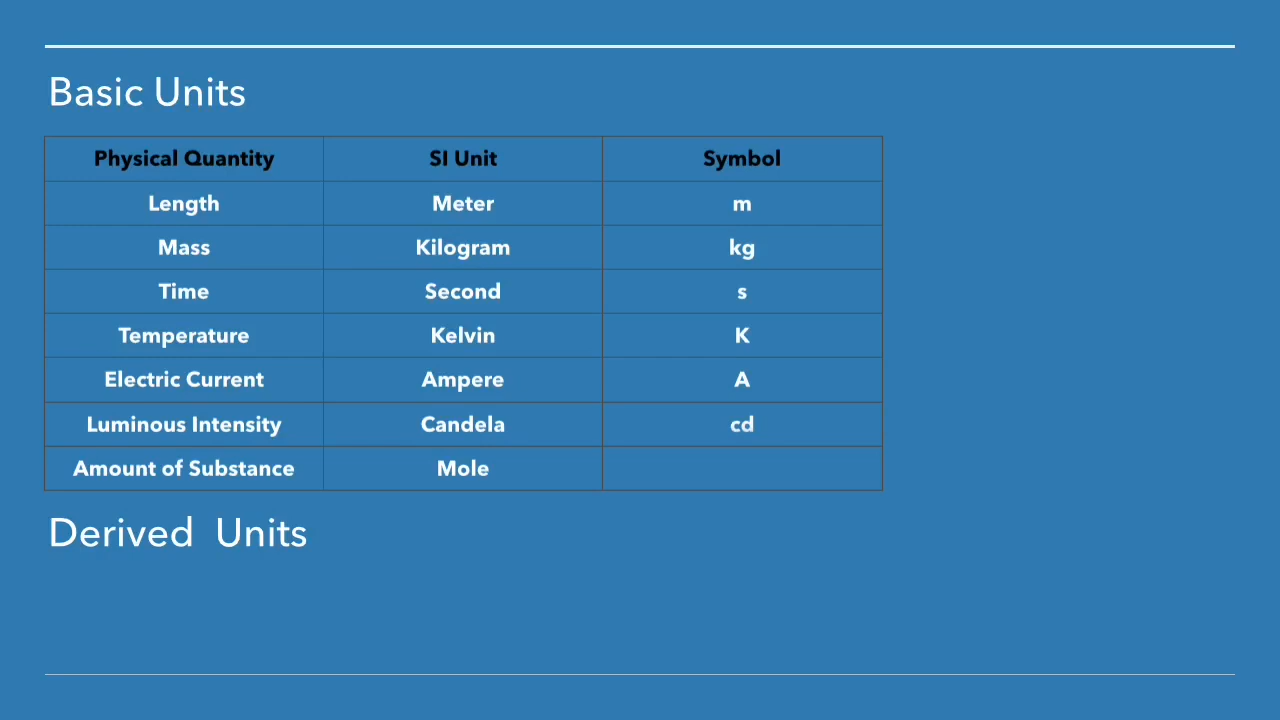 Basic Units
Physical Quantity SI Unit Symbol
Length Meter m
Mass Kilogram kg
Time Second s
Temperature Kelvin K
Electric Current Ampere A
Luminous Intensity Candela cd
Amount of Substance Mole
Derived Units